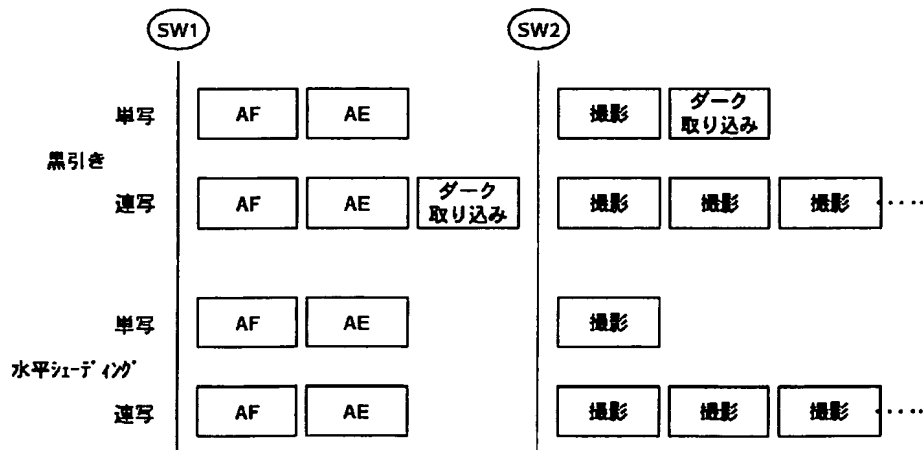 SW1 SW2
単写 AF AE 撮影 ダーク取り込み
黒引き
連写 AF AE ダーク取り込み 撮影 撮影 撮影 ・・・・・
単写 AF AE 撮影
水平ｼｪｰﾃﾞｨﾝｸﾞ
連写 AF AE 撮影 撮影 撮影 ・・・・・